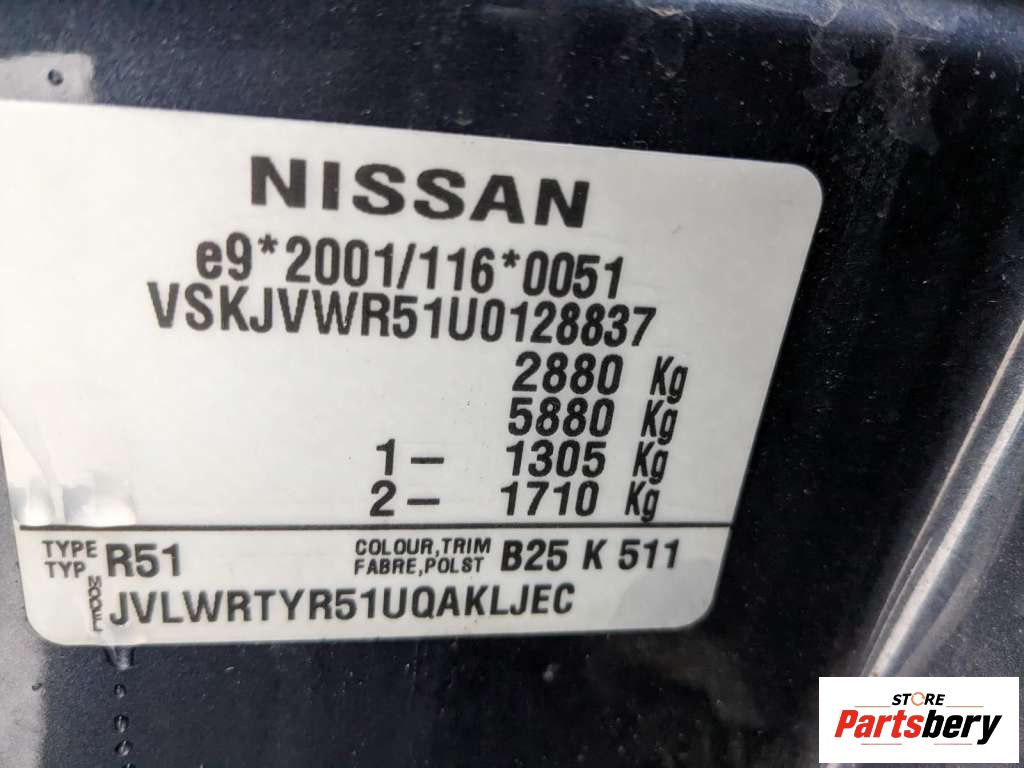 NISSAN
e9*2001/116*0051
VSKJVWR51U0128837
2880 Kg
5880 Kg
1- 1305 Kg
2- 1710 Kg
TYPE
TYP R51
COLOUR,TRIM
FABRE,POLST B25 K 511
MODEL JVLWRTYR51UQAKLJEC
STORE
Partsbery